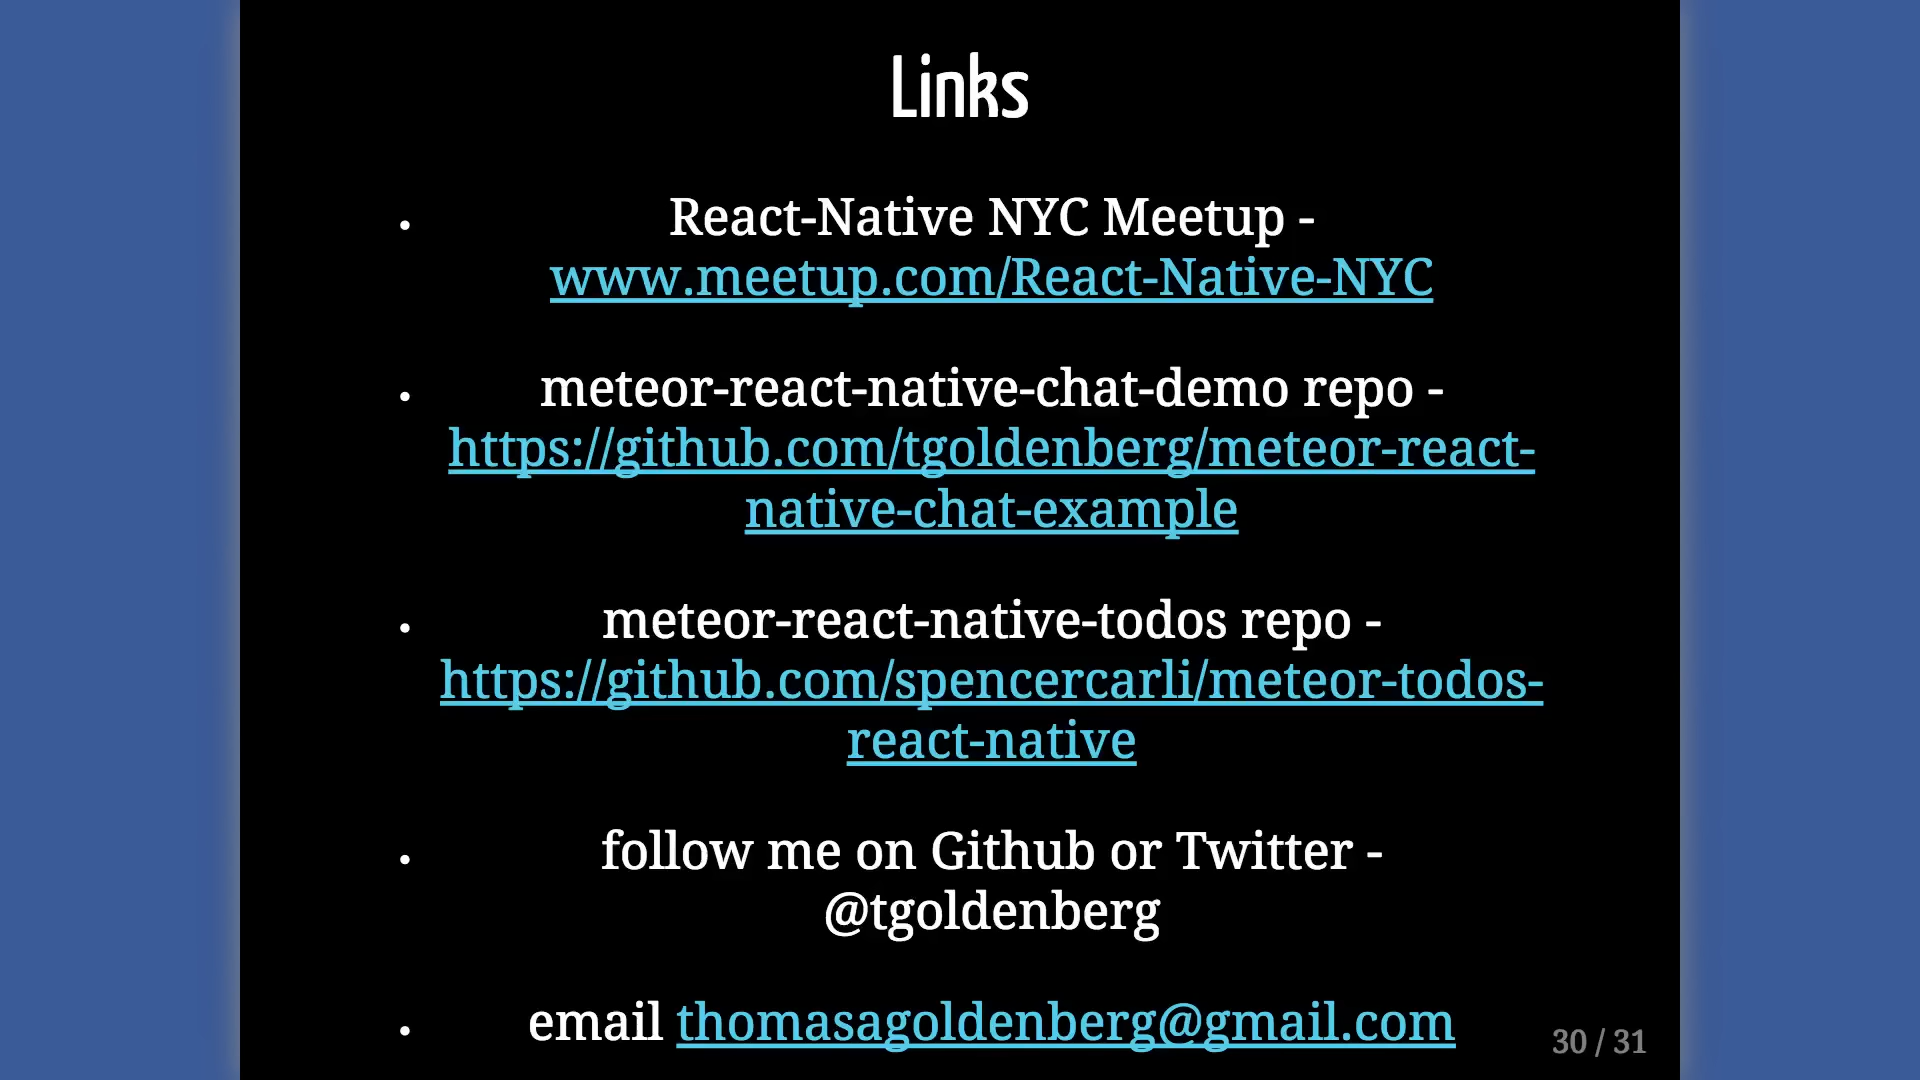 Links
• React-Native NYC Meetup -
www.meetup.com/React-Native-NYC
• meteor-react-native-chat-demo repo -
https://github.com/tgoldenberg/meteor-react-
native-chat-example
• meteor-react-native-todos repo -
https://github.com/spencercarli/meteor-todos-
react-native
• follow me on Github or Twitter -
@tgoldenberg
• email thomasagoldenberg@gmail.com
30 / 31